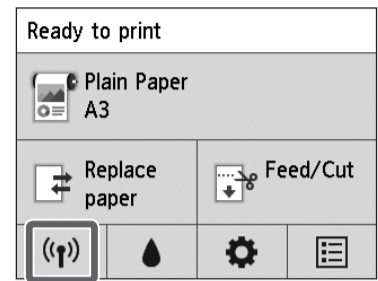 Ready to print
Plain Paper
A3
Replace
paper
Feed/Cut